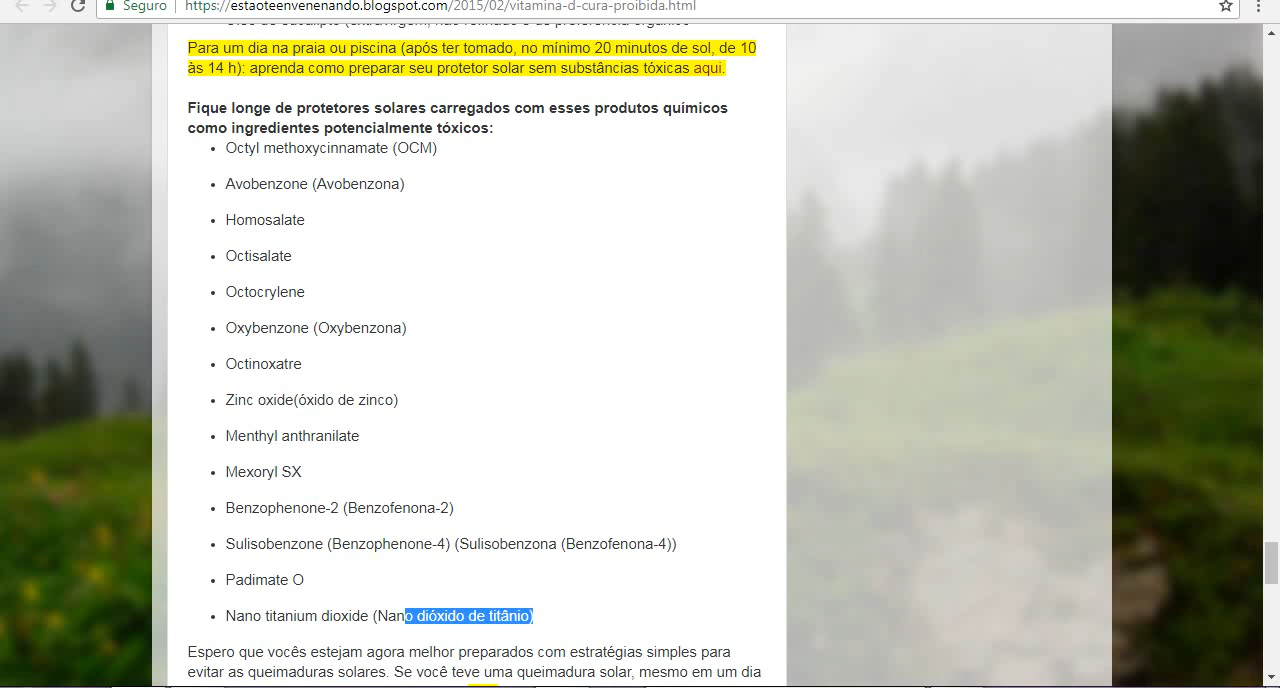 Seguro
https://estaoteenvenenando.blogspot.com/2015/02/vitamina-d-cura-proibida.html
Para um dia na praia ou piscina (após ter tomado, no mínimo 20 minutos de sol, de 10
às 14 h): aprenda como preparar seu protetor solar sem substâncias tóxicas aqui.
Fique longe de protetores solares carregados com esses produtos químicos
como ingredientes potencialmente tóxicos:
• Octyl methoxycinnamate (OCM)
• Avobenzone (Avobenzona)
• Homosalate
• Octisalate
• Octocrylene
• Oxybenzone (Oxybenzona)
• Octinoxatre
• Zinc oxide(óxido de zinco)
• Menthyl anthranilate
• Mexoryl SX
• Benzophenone-2 (Benzofenona-2)
• Sulisobenzone (Benzophenone-4) (Sulisobenzona (Benzofenona-4))
• Padimate O
• Nano titanium dioxide (Nano dióxido de titânio)
Espero que vocês estejam agora melhor preparados com estratégias simples para
evitar as queimaduras solares. Se você teve uma queimadura solar, mesmo em um dia